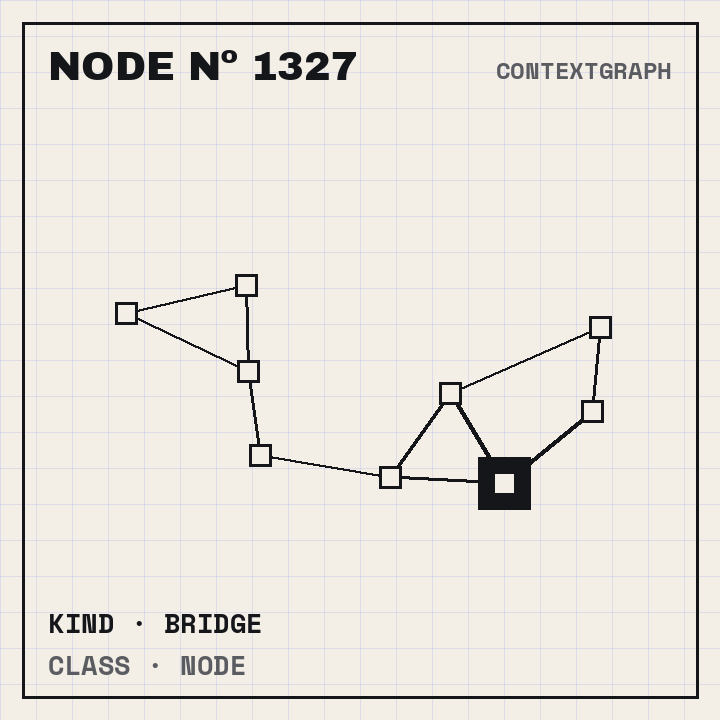 NODE Nº 1327
CONTEXTGRAPH
KIND · BRIDGE
CLASS · NODE